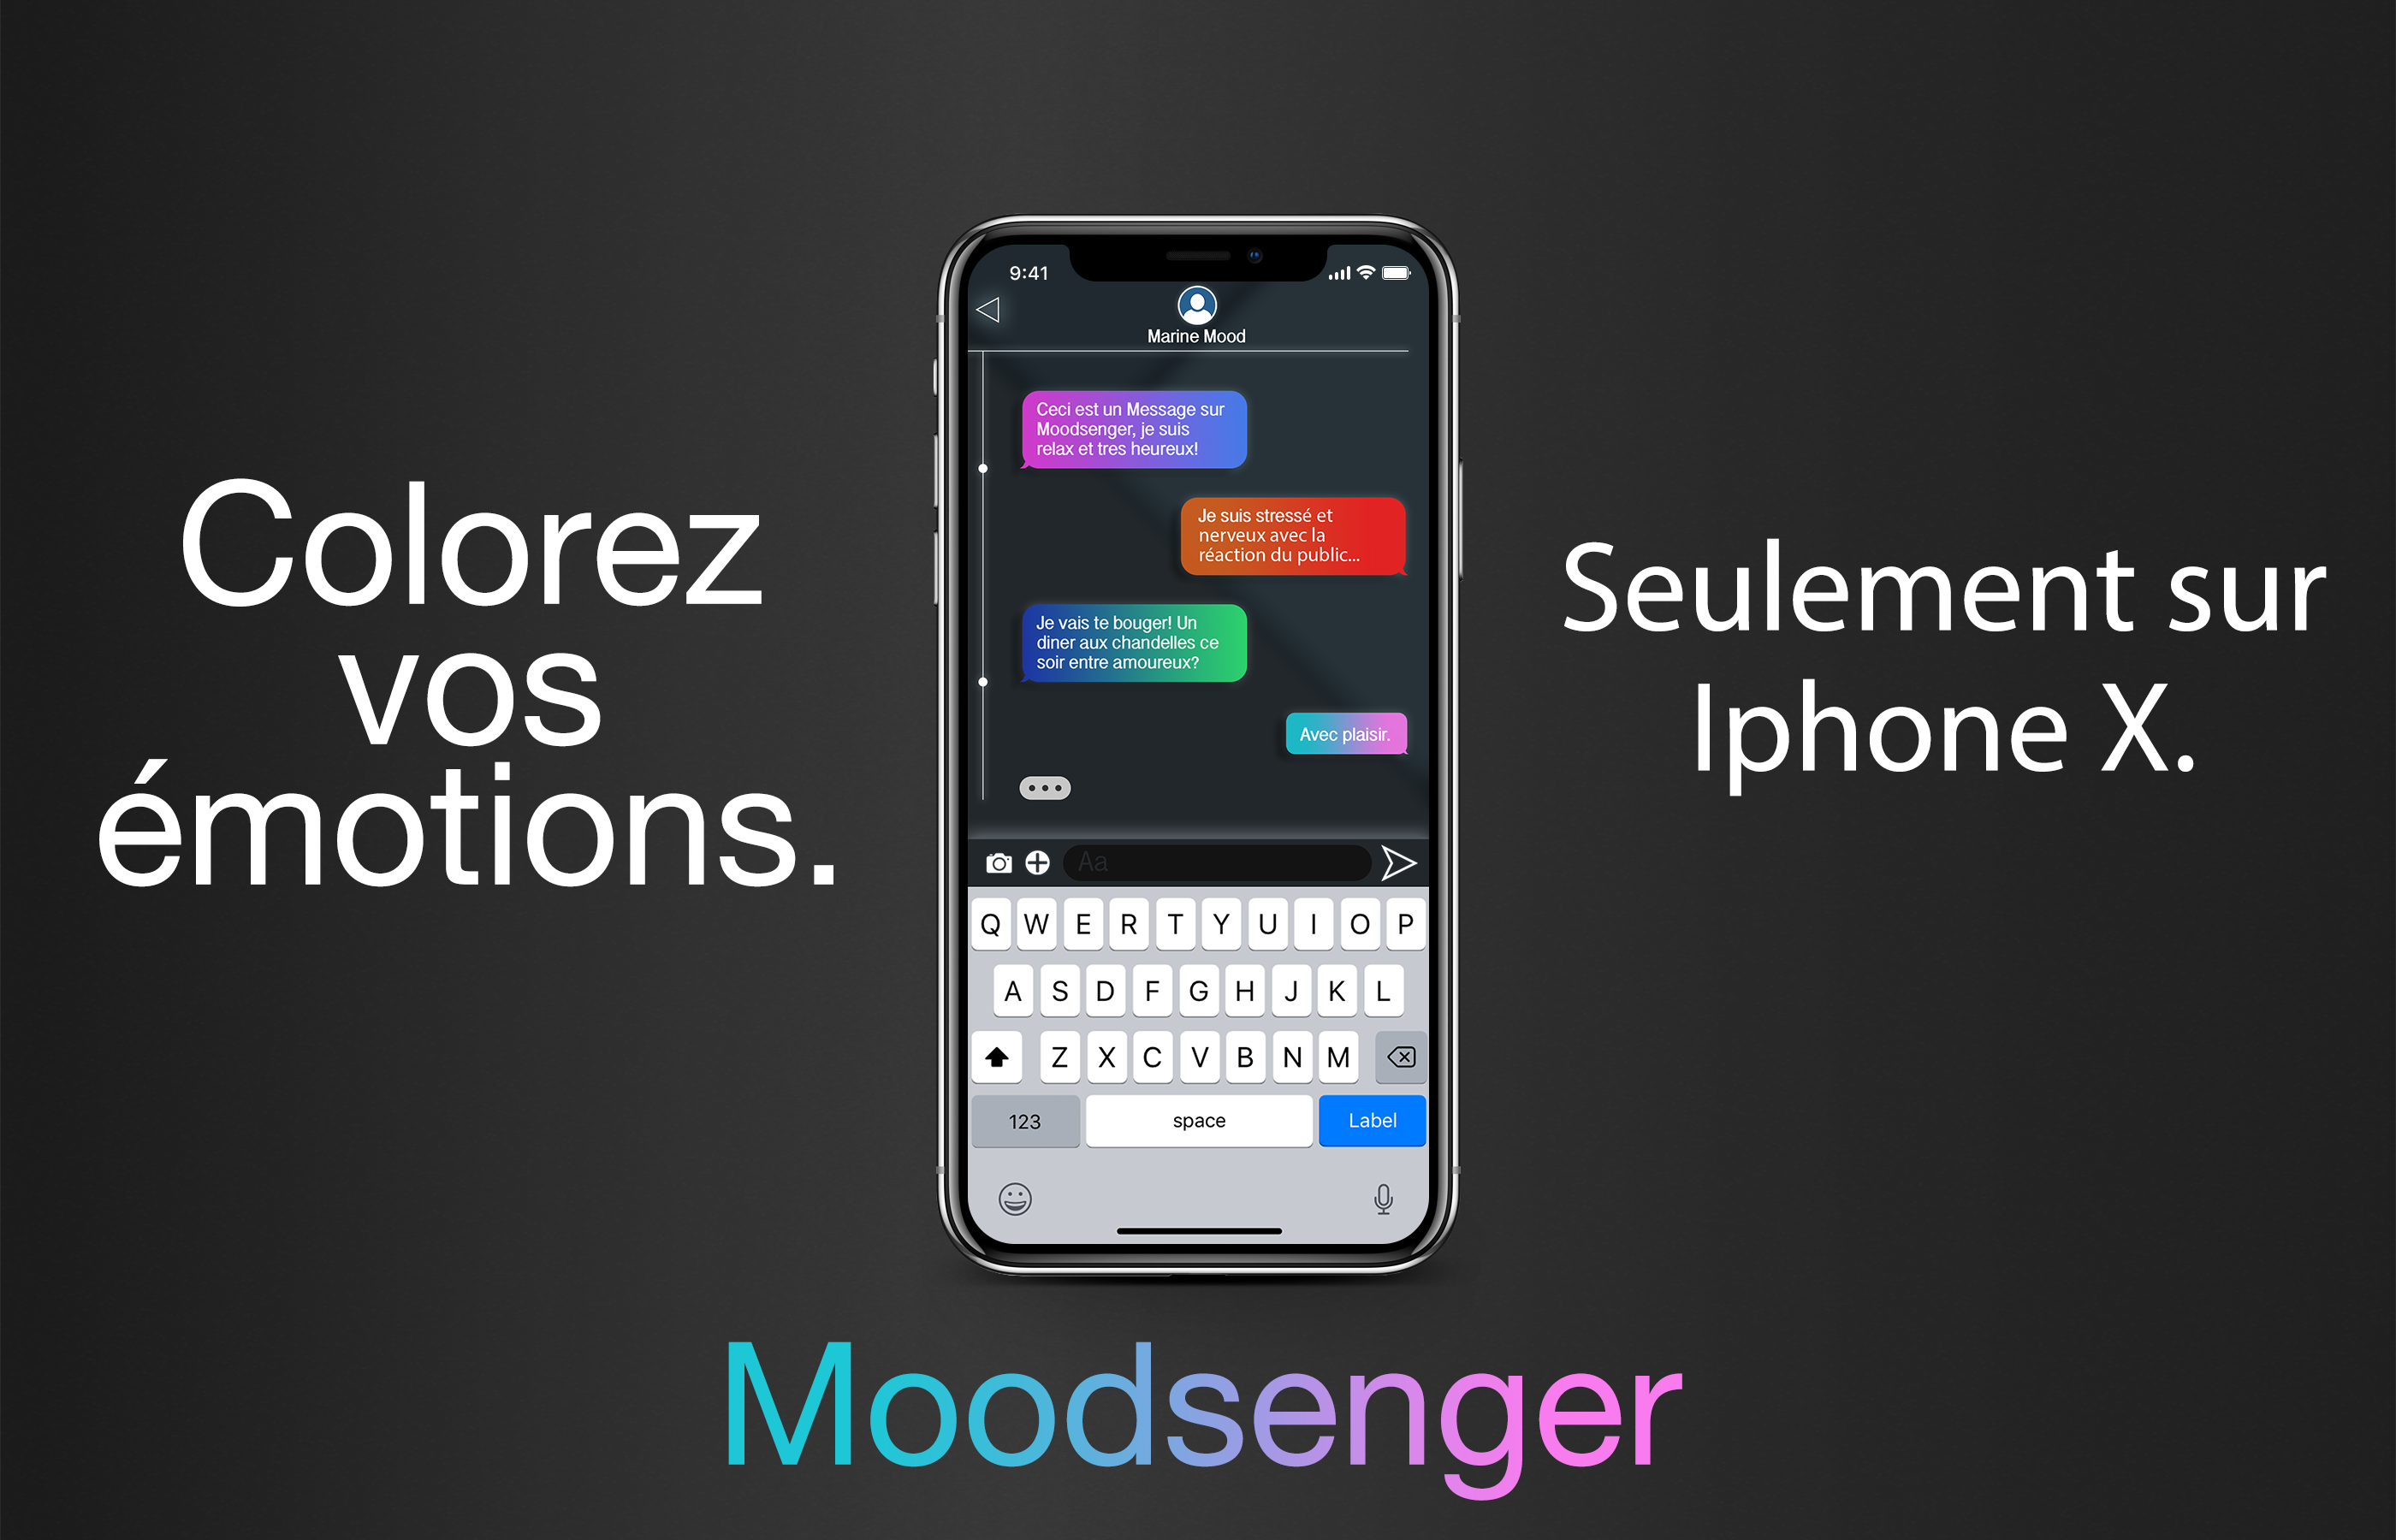 Colorez
vos
émotions.
9:41
Marine Mood
Ceci est un Message sur
Moodsenger, je suis
relax et tres heureux!
Je suis stressé et
nerveux avec la
réaction du public...
Je vais te bouger! Un
diner aux chandelles ce
soir entre amoureux?
Avec plaisir.
Aa
Q W E R T Y U I O P
A S D F G H J K L
Z X C V B N M
123 space Label
Seulement sur
Iphone X.
Moodsenger